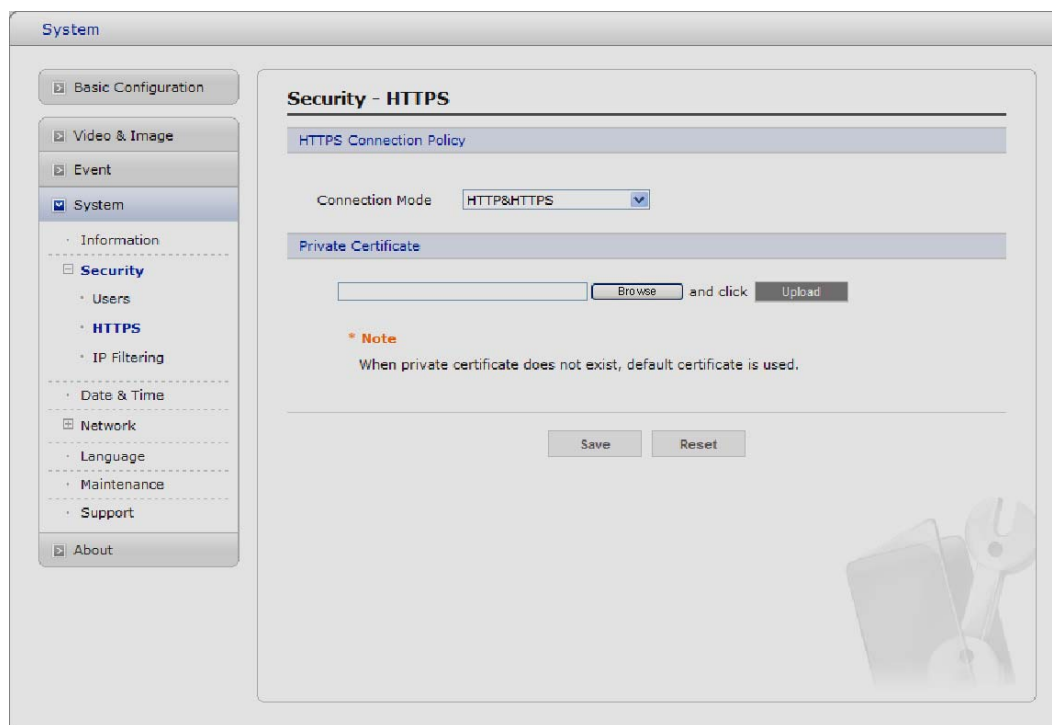 System
Basic Configuration
Video & Image
Event
System
Information
Security
Users
HTTPS
IP Filtering
Date & Time
Network
Language
Maintenance
Support
About
Security - HTTPS
HTTPS Connection Policy
Connection Mode HTTP&HTTPS
Private Certificate
Browse and click Upload
* Note
When private certificate does not exist, default certificate is used.
Save Reset